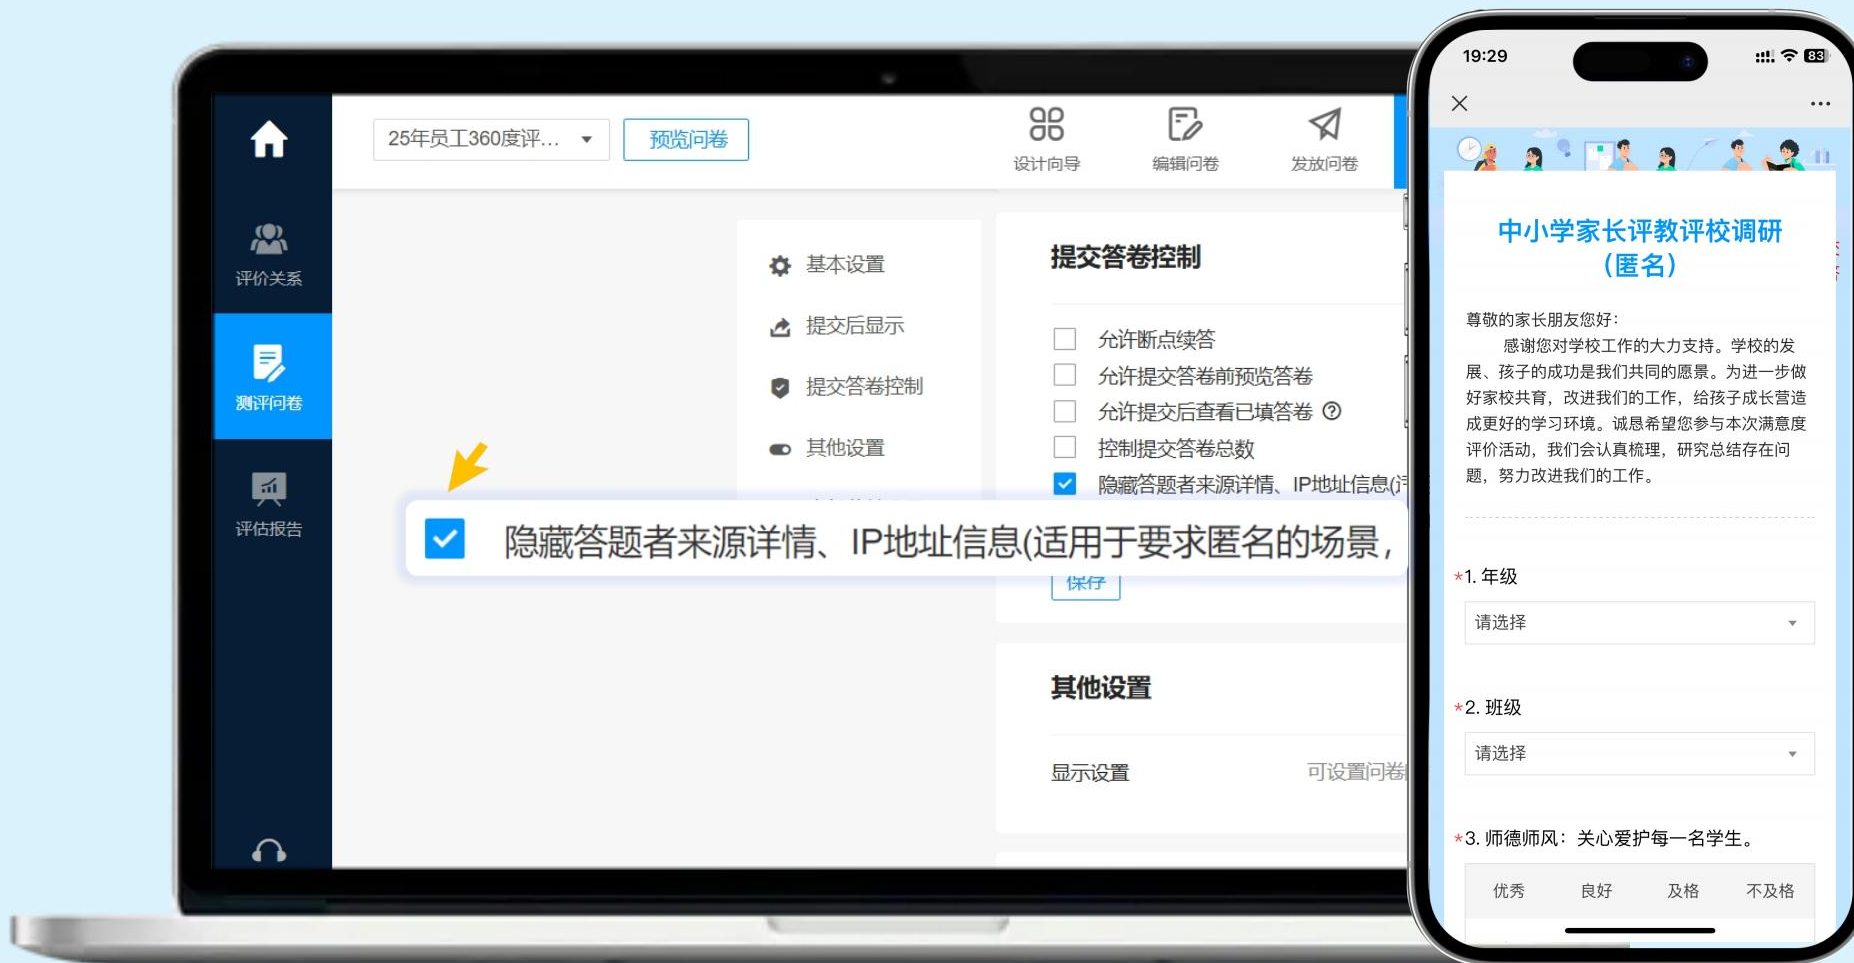 25年员工360度评...
预览问卷
设计向导
编辑问卷
发放问卷
评价关系
测评问卷
评估报告
基本设置
提交后显示
提交答卷控制
其他设置
提交答卷控制
允许断点续答
允许提交答卷前预览答卷
允许提交后查看已填答卷
控制提交答卷总数
隐藏答题者来源详情、IP地址信息(
隐藏答题者来源详情、IP地址信息(适用于要求匿名的场景，
保存
其他设置
显示设置
可设置问卷
19:29
83
中小学家长评教评校调研
（匿名）
尊敬的家长朋友您好：
感谢您对学校工作的大力支持。学校的发
展、孩子的成功是我们共同的愿景。为进一步做
好家校共育，改进我们的工作，给孩子成长营造
成更好的学习环境。诚恳希望您参与本次满意度
评价活动，我们会认真梳理，研究总结存在问
题，努力改进我们的工作。
*1. 年级
请选择
*2. 班级
请选择
*3. 师德师风：关心爱护每一名学生。
优秀 良好 及格 不及格